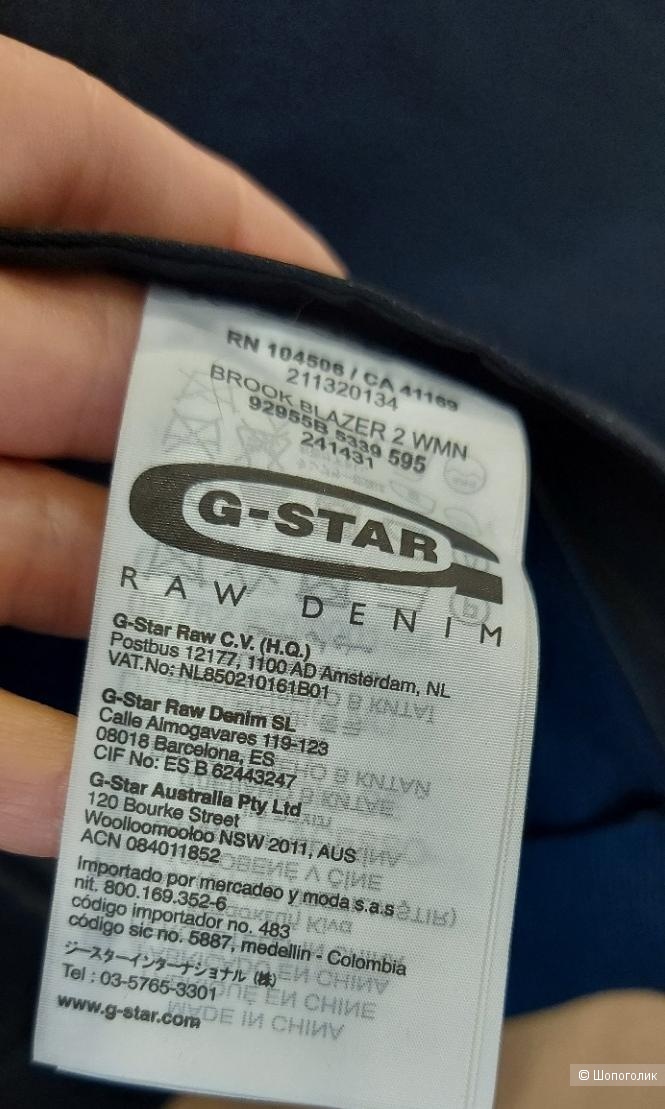 RN 104506 / CA 41169
211320134
BROOK BLAZER 2 WMN
92955B 5339 595
241431
G-STAR
RAW DENIM
G-Star Raw C.V. (H.Q.)
Postbus 12177, 1100 AD Amsterdam, NL
VAT.No: NL850210161B01
G-Star Raw Denim SL
Calle Almogavares 119-123
08018 Barcelona, ES
CIF No: ES B 62443247
G-Star Australia Pty Ltd
120 Bourke Street
Woolloomooloo NSW 2011, AUS
ACN 084011852
Importado por mercadeo y moda s.a.s
nit. 800.169.352-6
código importador no. 483
código sic no. 5887, medellin - Colombia
ジースターインターナショナル (株)
Tel : 03-5765-3301
www.g-star.com
MADE IN CHINA
© Шопоголик